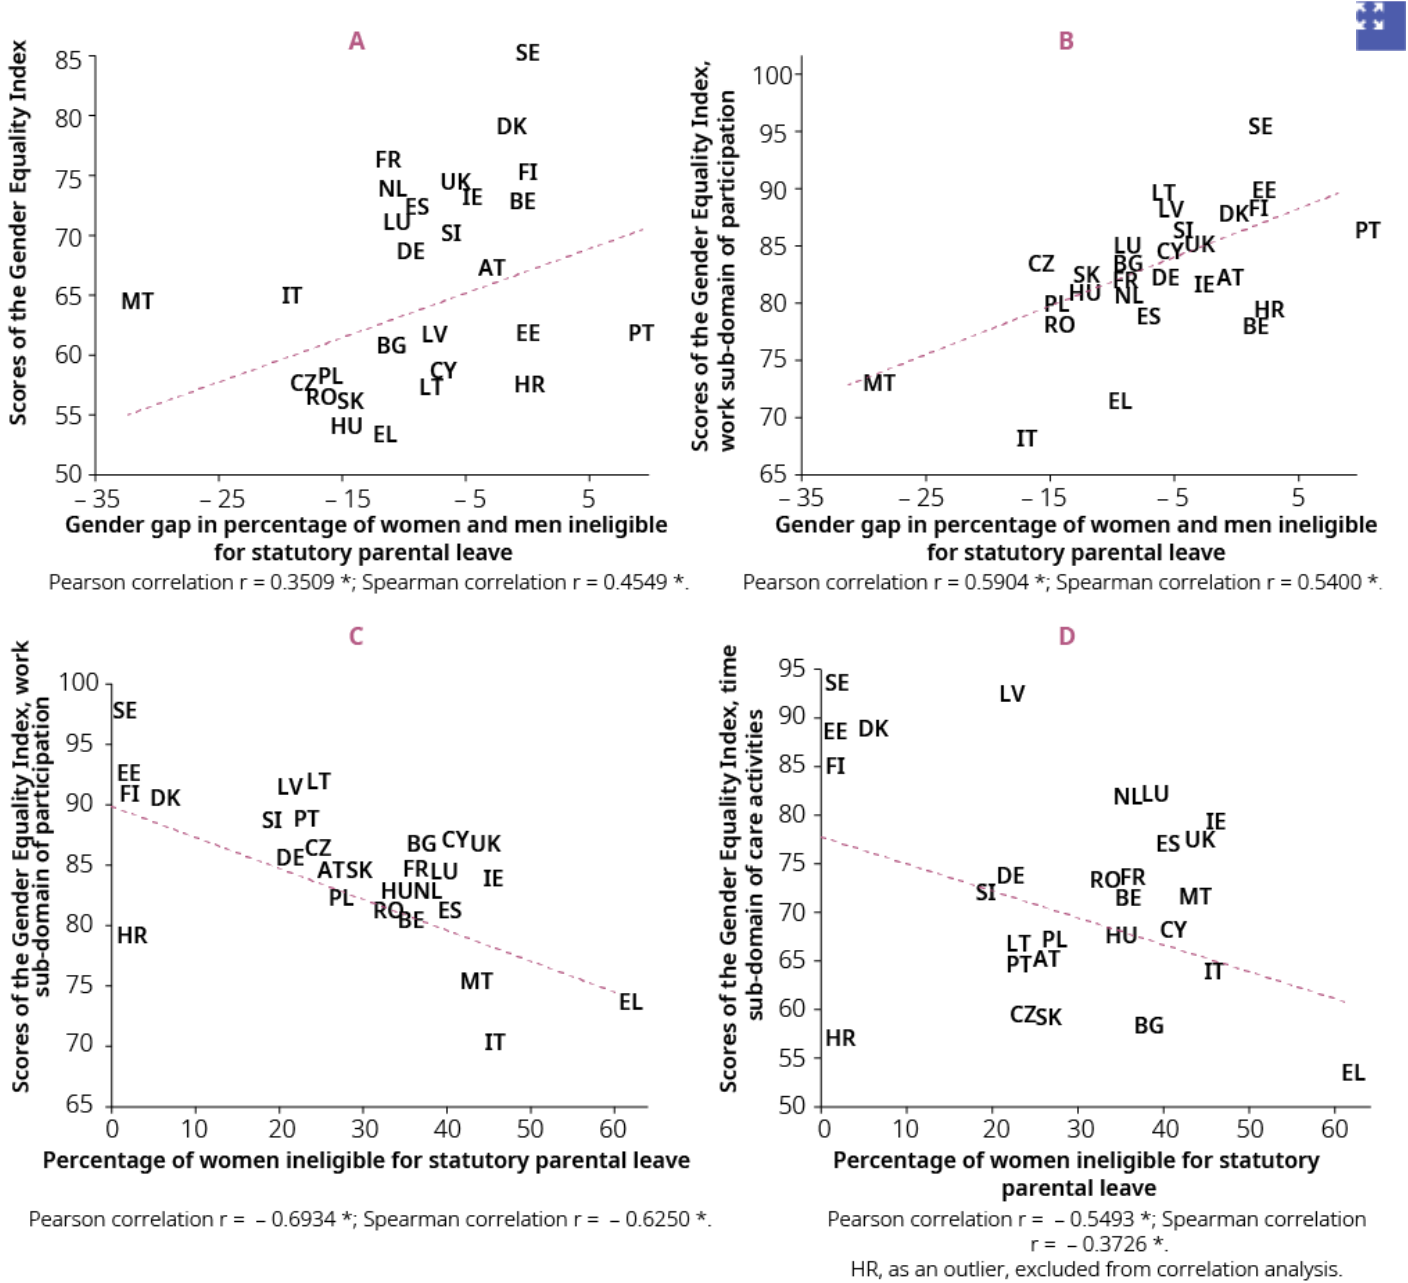 A
Scores of the Gender Equality Index
85
80
75
70
65
60
55
50
SE
DK
FR
FI
UK
NL
IE
BE
ES
LU
SI
DE
AT
IT
MT
EE
PT
LV
BG
CY
PL
CZ
LT
HR
RO
SK
HU
EL
– 35
– 25
– 15
– 5
5
Gender gap in percentage of women and men ineligible
for statutory parental leave
Pearson correlation r = 0.3509 *; Spearman correlation r = 0.4549 *.
B
Scores of the Gender Equality Index,
work sub-domain of participation
100
95
90
85
80
75
70
65
SE
LT
EE
LV
FI
DK
SI
PT
LU
UK
CY
CZ
BG
SK
FR
DE
AT
IE
HU
NL
PL
HR
ES
RO
BE
MT
EL
IT
– 35
– 25
– 15
– 5
5
Gender gap in percentage of women and men ineligible
for statutory parental leave
Pearson correlation r = 0.5904 *; Spearman correlation r = 0.5400 *.
C
Scores of the Gender Equality Index, work
sub-domain of participation
100
95
90
85
80
75
70
65
SE
EE
FI
DK
LV
LT
SI
PT
CZ
DE
BG
CY
UK
AT
SK
FR
LU
IE
PL
HU
NL
RO
BE
ES
HR
MT
EL
IT
0
10
20
30
40
50
60
Percentage of women ineligible for statutory parental leave
Pearson correlation r = – 0.6934 *; Spearman correlation r = – 0.6250 *.
D
Scores of the Gender Equality Index, time
sub-domain of care activities
95
90
85
80
75
70
65
60
55
50
SE
LV
EE
DK
FI
NL
LU
IE
ES
UK
DE
SI
RO
FR
BE
MT
CY
HU
LT
PL
PT
AT
IT
CZ
SK
BG
HR
EL
0
10
20
30
40
50
60
Percentage of women ineligible for statutory
parental leave
Pearson correlation r = – 0.5493 *; Spearman correlation
r = – 0.3726 *.
HR, as an outlier, excluded from correlation analysis.